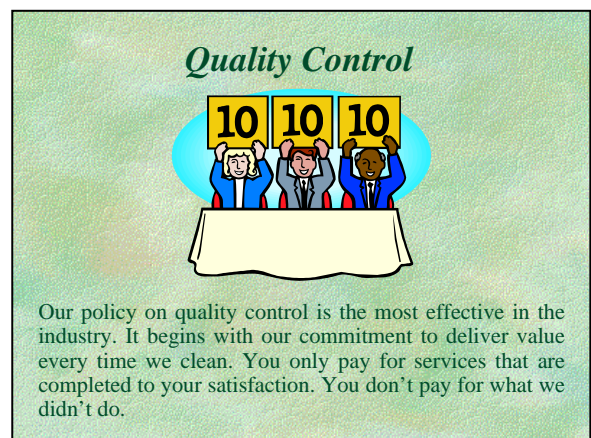 Quality Control
10 10 10
Our policy on quality control is the most effective in the
industry. It begins with our commitment to deliver value
every time we clean. You only pay for services that are
completed to your satisfaction. You don’t pay for what we
didn’t do.